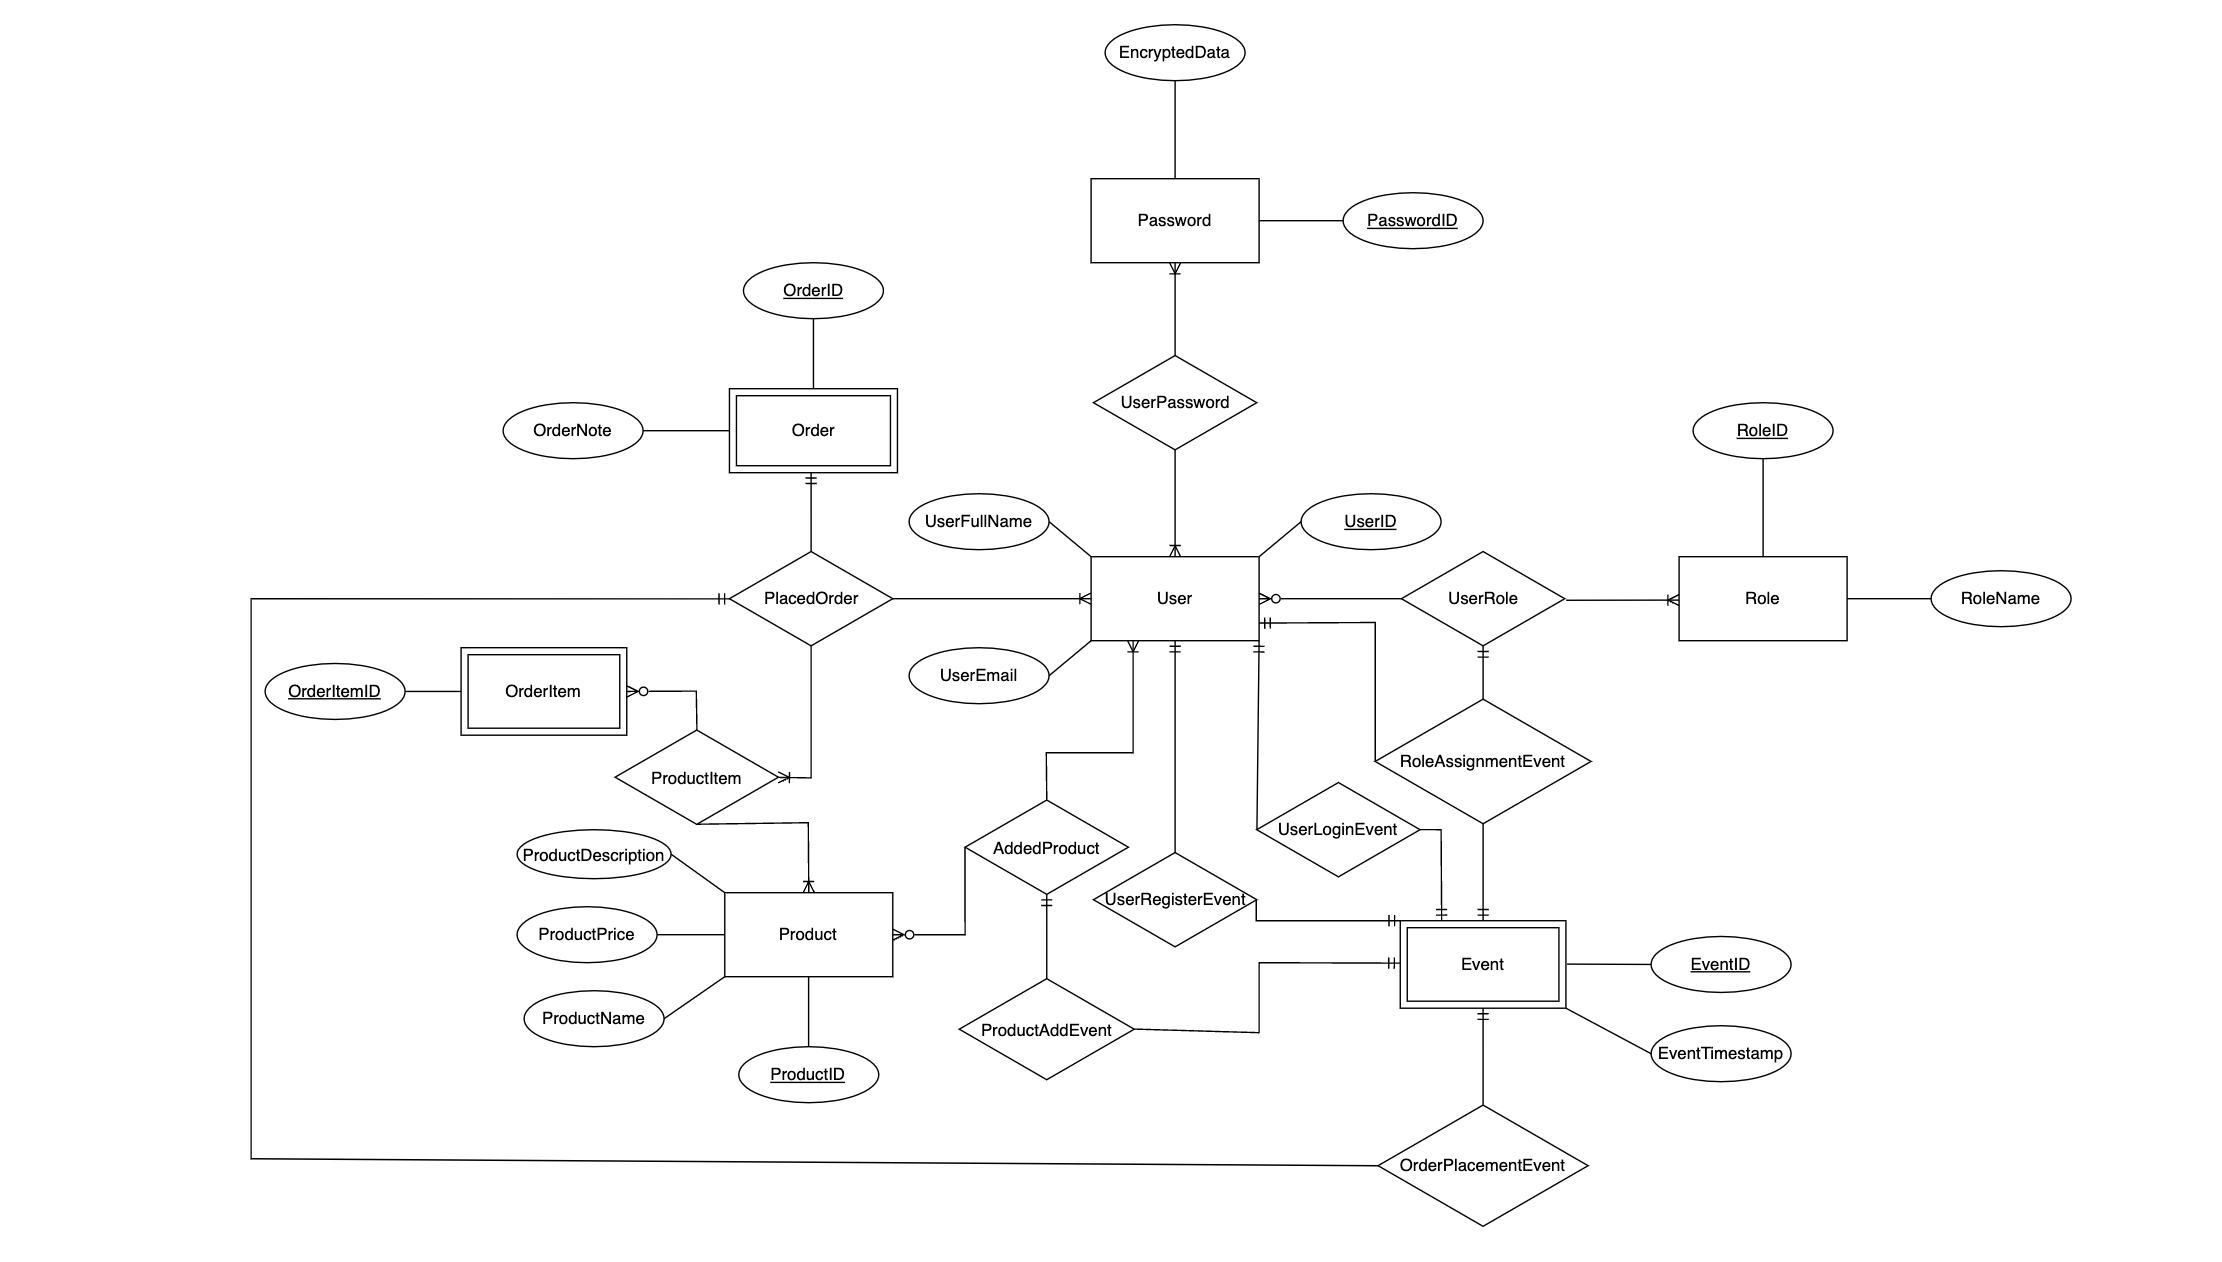 EncryptedData
Password
PasswordID
OrderID
UserPassword
OrderNote
Order
RoleID
UserFullName
UserID
PlacedOrder
User
UserRole
Role
RoleName
UserEmail
OrderItemID
OrderItem
RoleAssignmentEvent
ProductItem
UserLoginEvent
AddedProduct
ProductDescription
UserRegisterEvent
ProductPrice
Product
Event
EventID
ProductName
ProductAddEvent
EventTimestamp
ProductID
OrderPlacementEvent